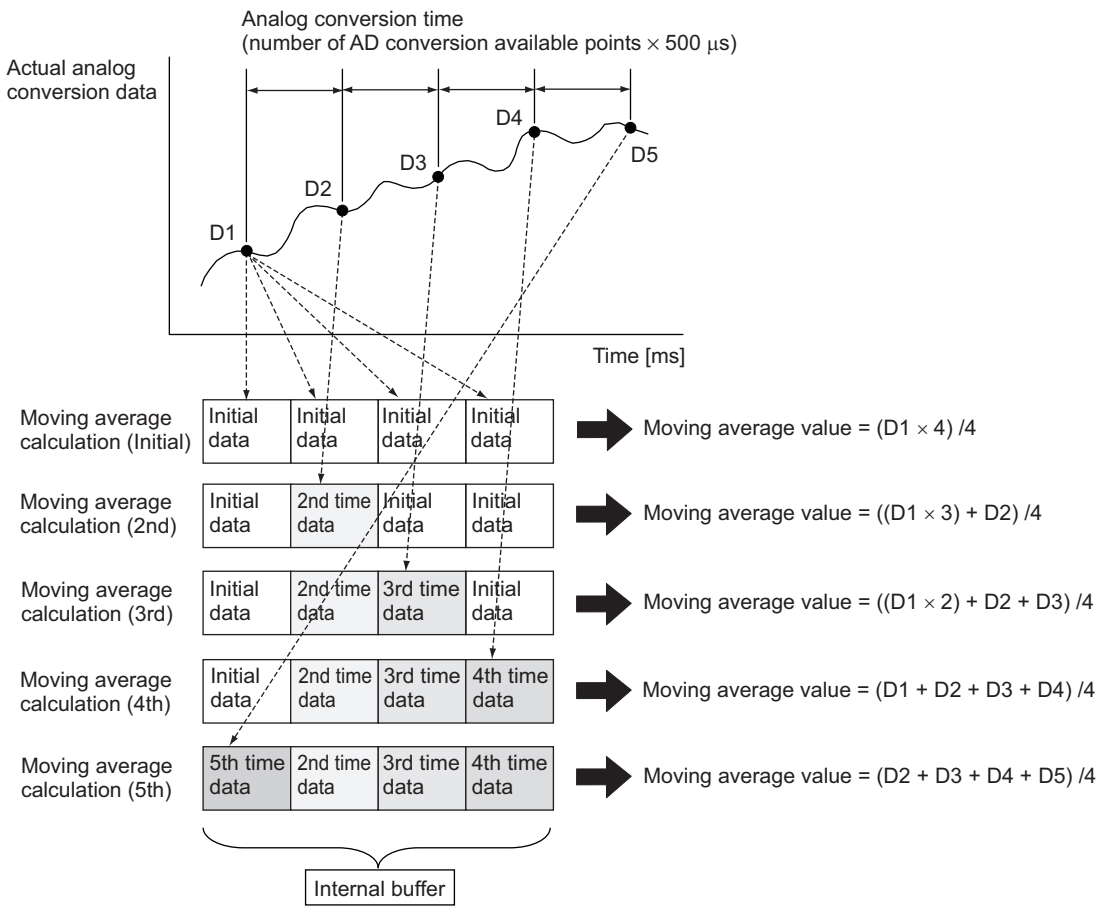 Analog conversion time
(number of AD conversion available points × 500 μs)
Actual analog
conversion data
D1
D2
D3
D4
D5
Time [ms]
Moving average
calculation (Initial)
Initial
data
Initial
data
Initial
data
Initial
data
Moving average value = (D1 × 4) /4
Moving average
calculation (2nd)
Initial
data
2nd time
data
Initial
data
Initial
data
Moving average value = ((D1 × 3) + D2) /4
Moving average
calculation (3rd)
Initial
data
2nd time
data
3rd time
data
Initial
data
Moving average value = ((D1 × 2) + D2 + D3) /4
Moving average
calculation (4th)
Initial
data
2nd time
data
3rd time
data
4th time
data
Moving average value = (D1 + D2 + D3 + D4) /4
Moving average
calculation (5th)
5th time
data
2nd time
data
3rd time
data
4th time
data
Moving average value = (D2 + D3 + D4 + D5) /4
Internal buffer